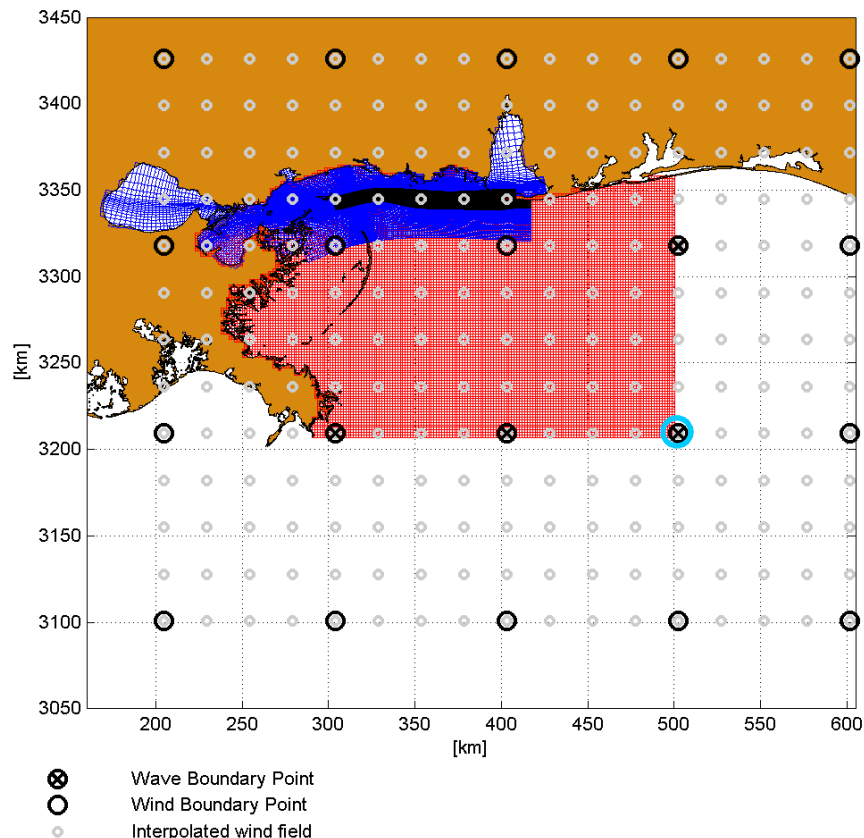 3450
3400
3350
3300
3250
3200
3150
3100
3050
[km]
200 250 300 350 400 450 500 550 600
[km]
Wave Boundary Point
Wind Boundary Point
Interpolated wind field